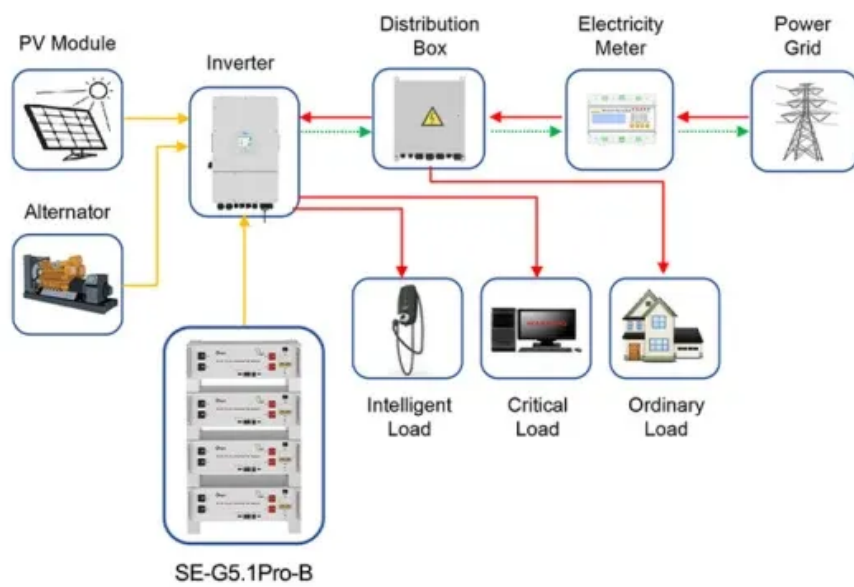 PV Module
Inverter
Distribution
Box
Electricity
Meter
Power
Grid
Alternator
Intelligent
Load
Critical
Load
Ordinary
Load
SE-G5.1Pro-B